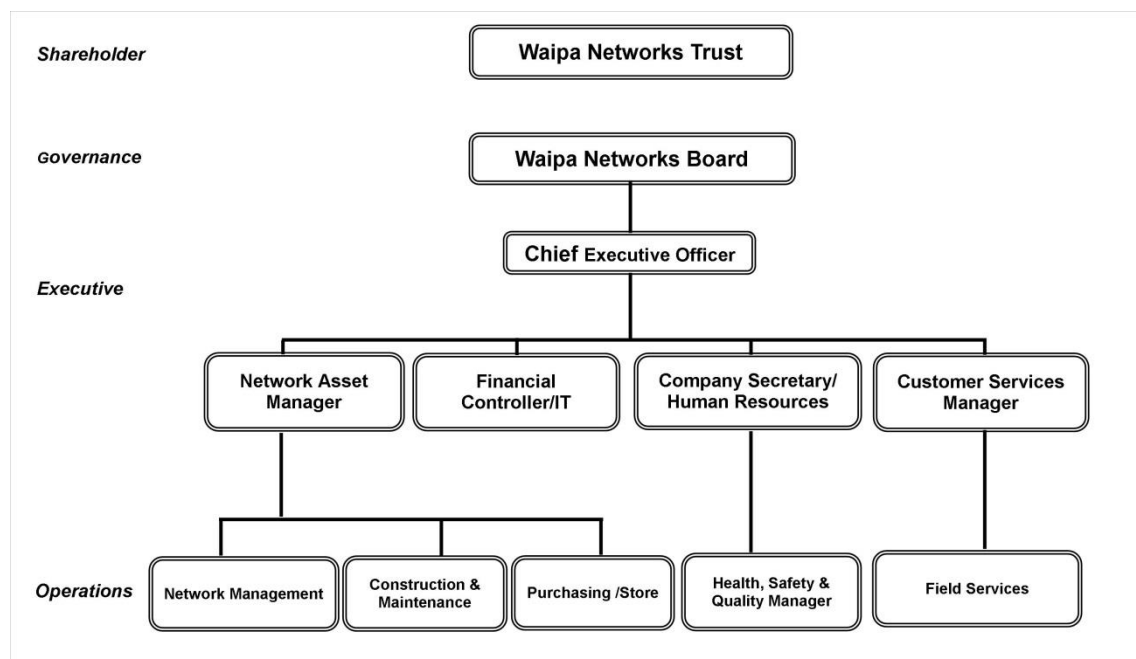 Shareholder
Waipa Networks Trust
Governance
Waipa Networks Board
Chief Executive Officer
Executive
Network Asset
Manager
Financial
Controller/IT
Company Secretary/
Human Resources
Customer Services
Manager
Operations
Network Management
Construction &
Maintenance
Purchasing /Store
Health, Safety &
Quality Manager
Field Services